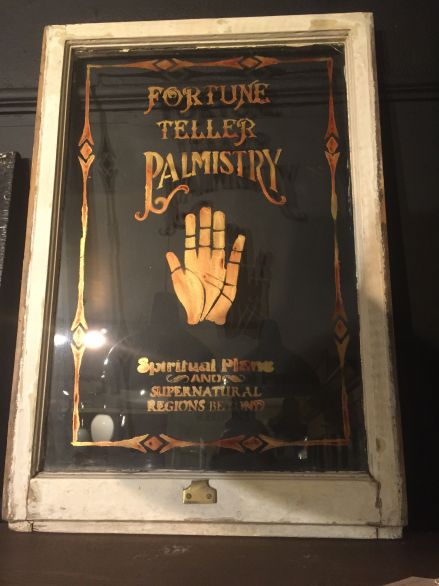 FORTUNE
TELLER
PALMISTRY
Spiritual Plane
AND
SUPERNATURAL
REGIONS BEYOND